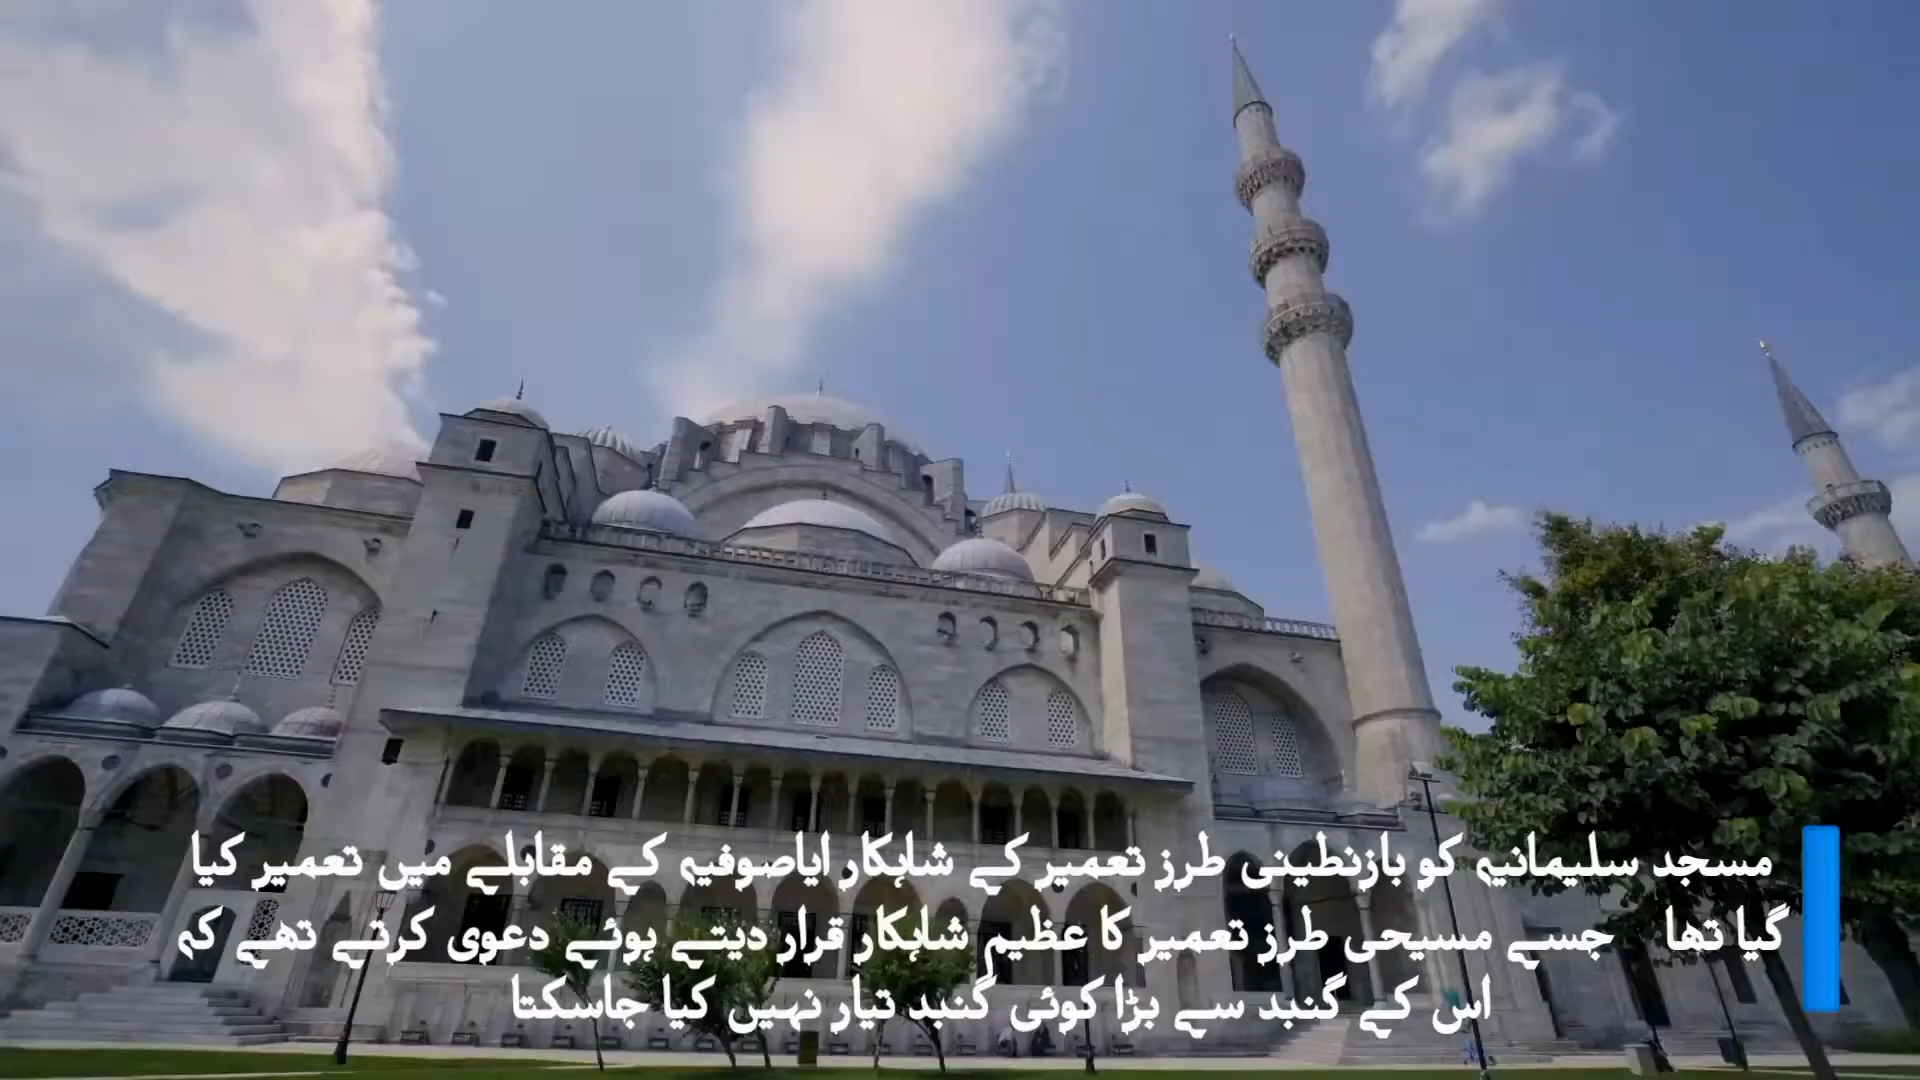 مسجد سلیمانیہ کو بازنطینی طرز تعمیر کے شاہکار ایاصوفیہ کے مقابلے میں تعمیر کیا
گیا تھا جسے مسیحی طرز تعمیر کا عظیم شاہکار قرار دیتے ہوئے دعوی کرتے تھے کہ
اس کے گنبد سے بڑا کوئی گنبد تیار نہیں کیا جاسکتا